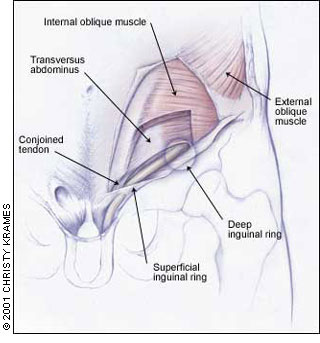 Internal oblique muscle
Transversus
abdominus
External
oblique
muscle
Conjoined
tendon
Deep
inguinal ring
Superficial
inguinal ring
© 2001 CHRISTY KRAMES